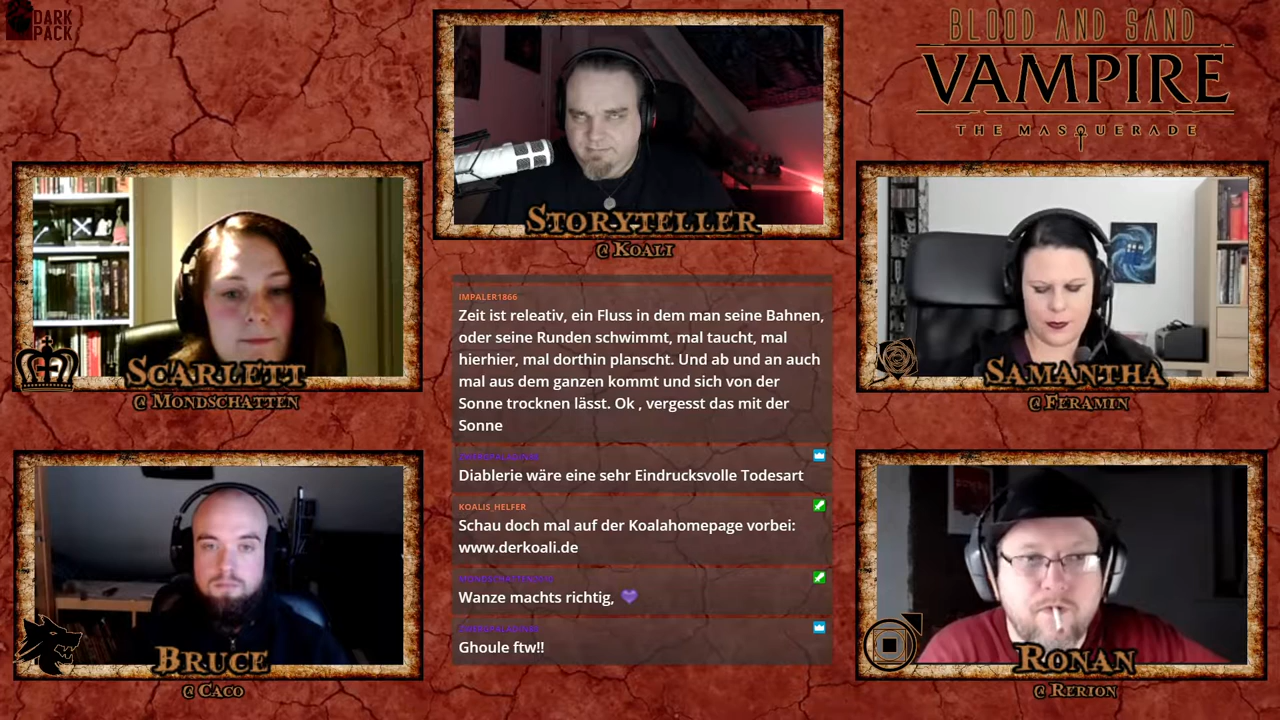 DARK
PACK
BLOOD AND SAND
VAMPIRE
THE MASQUERADE
STORYTELLER
@ KOALI
SCARLETT
@ MONDSCHATTEN
SAMANTHA
@ FERAMIN
BRUCE
@ CACO
RONAN
@ RERION
IMPALER1866
Zeit ist releativ, ein Fluss in dem man seine Bahnen,
oder seine Runden schwimmt, mal taucht, mal
hierhier, mal dorthin planscht. Und ab und an auch
mal aus dem ganzen kommt und sich von der
Sonne trocknen lässt. Ok , vergesst das mit der
Sonne
Diablerie wäre eine sehr Eindrucksvolle Todesart
KOALIS_HELFER
Schau doch mal auf der Koalahomepage vorbei:
www.derkoali.de
Wanze machts richtig, 💜
Ghoule ftw!!